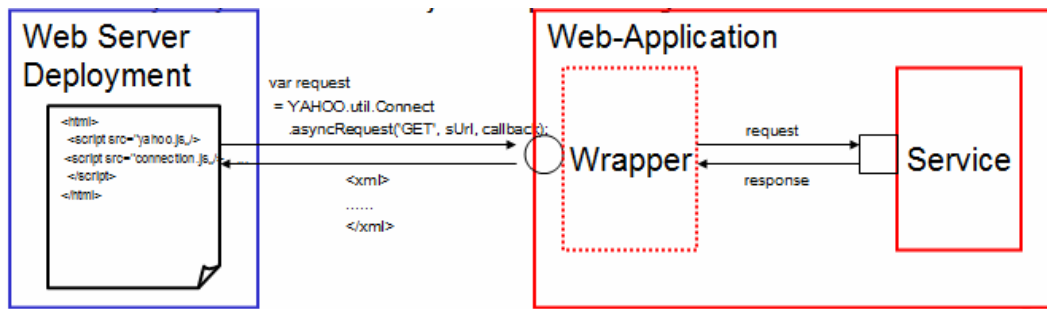 Web Server
Deployment
<html>
<script src="yahoo.js„/>
<script src="connection.js„/> ...
</script>
</html>
var request
= YAHOO.util.Connect
.asyncRequest('GET', sUrl, callback);
<xml>
......
</xml>
Web-Application
Wrapper
request
response
Service